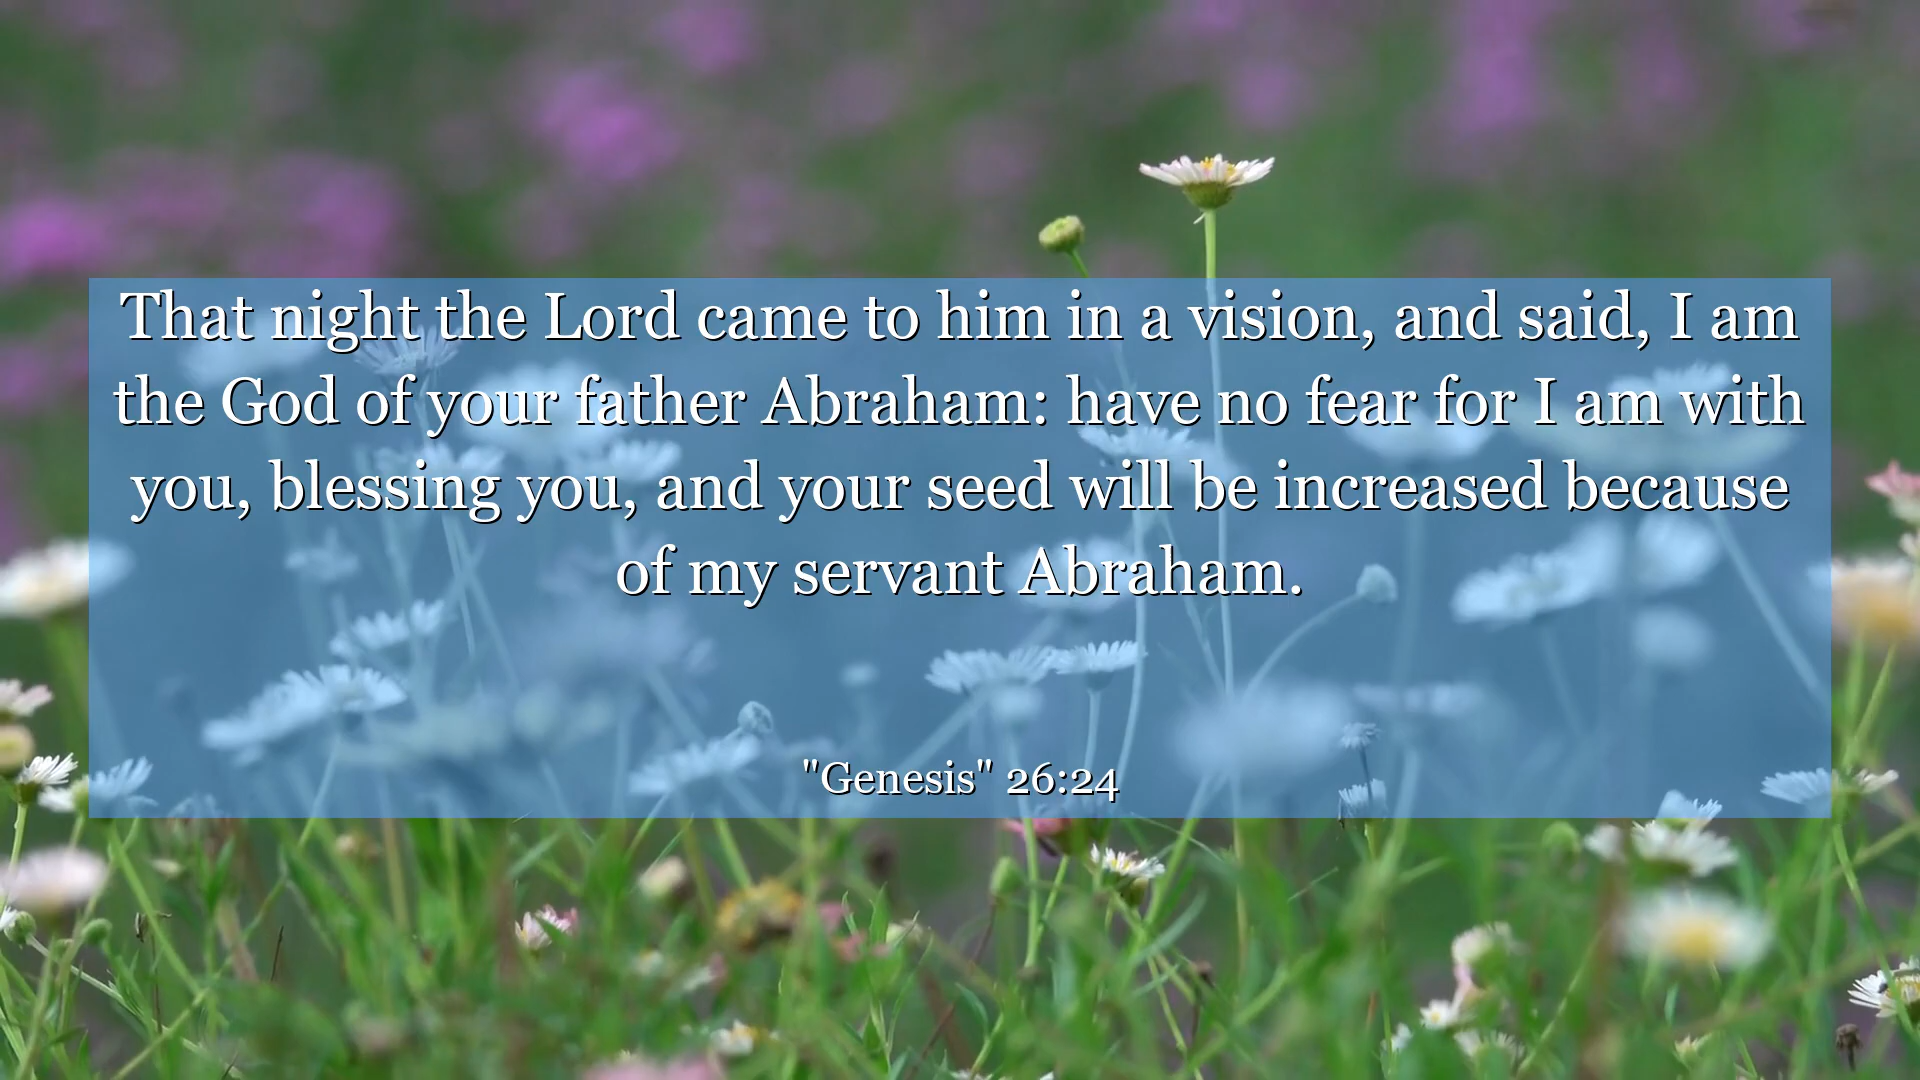 That night the Lord came to him in a vision, and said, I am
the God of your father Abraham: have no fear for I am with
you, blessing you, and your seed will be increased because
of my servant Abraham.
"Genesis" 26:24